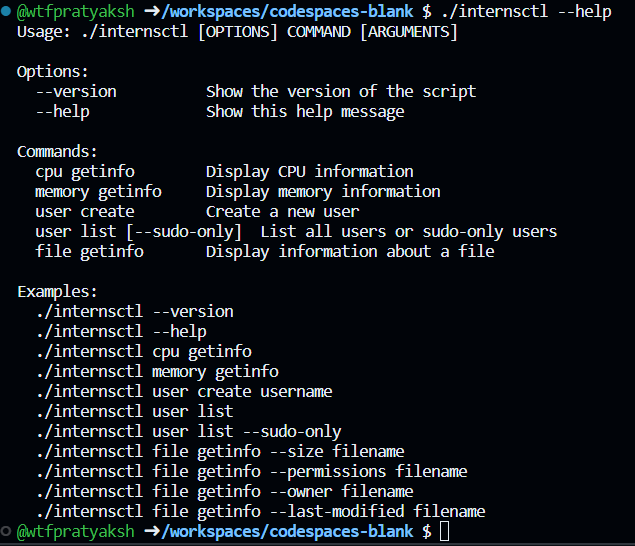 @wtfpratyaksh ➜/workspaces/codespaces-blank $ ./internsctl --help
Usage: ./internsctl [OPTIONS] COMMAND [ARGUMENTS]
Options:
--version Show the version of the script
--help Show this help message
Commands:
cpu getinfo Display CPU information
memory getinfo Display memory information
user create Create a new user
user list [--sudo-only] List all users or sudo-only users
file getinfo Display information about a file
Examples:
./internsctl --version
./internsctl --help
./internsctl cpu getinfo
./internsctl memory getinfo
./internsctl user create username
./internsctl user list
./internsctl user list --sudo-only
./internsctl file getinfo --size filename
./internsctl file getinfo --permissions filename
./internsctl file getinfo --owner filename
./internsctl file getinfo --last-modified filename
@wtfpratyaksh ➜/workspaces/codespaces-blank $